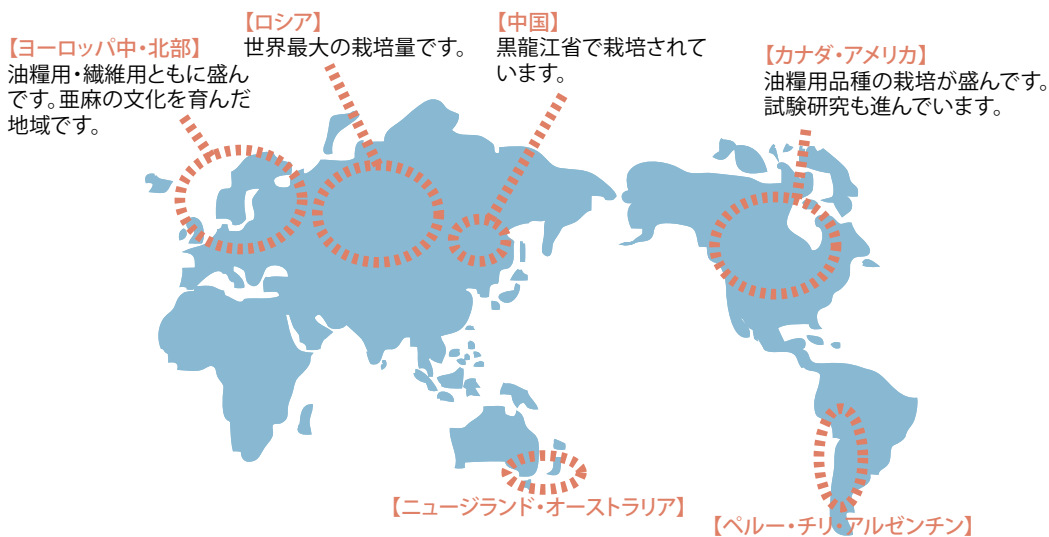 【ヨーロッパ中・北部】
油糧用・繊維用ともに盛ん
です。亜麻の文化を育んだ
地域です。
【ロシア】
世界最大の栽培量です。
【中国】
黒龍江省で栽培されて
います。
【カナダ・アメリカ】
油糧用品種の栽培が盛んです。
試験研究も進んでいます。
【ニュージランド・オーストラリア】
【ペルー・チリ・アルゼンチン】